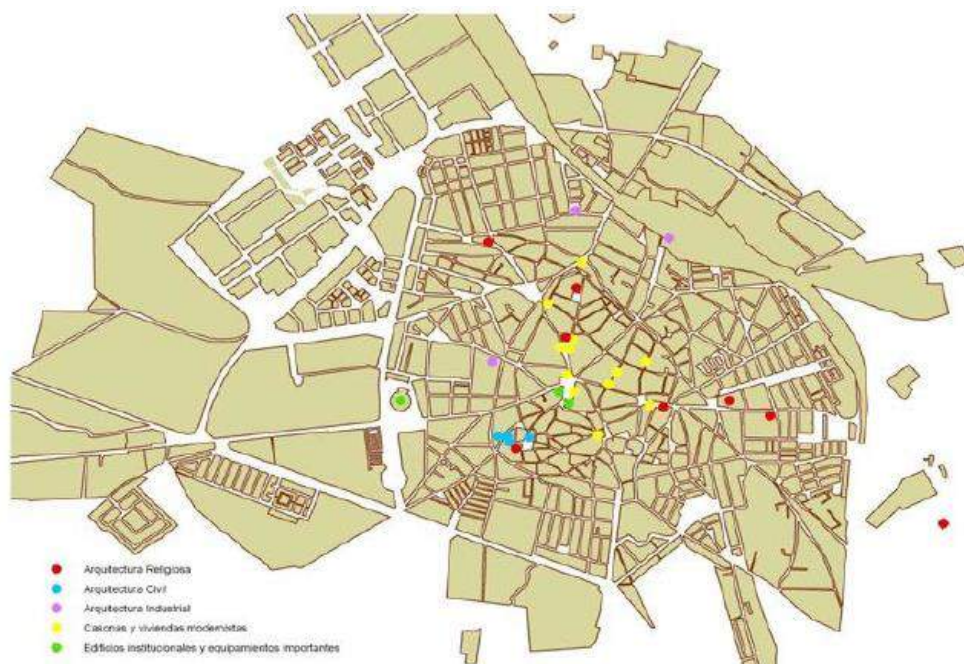 Arquitectura Religiosa
Arquitectura Civil
Arquitectura Industrial
Casonas y viviendas modernistas
Edificios institucionales y equipamientos importantes